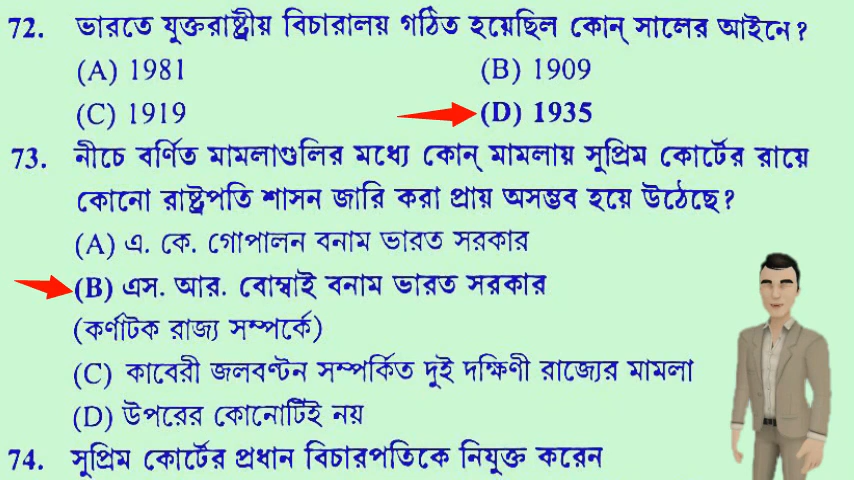 72. ভারতে যুক্তরাষ্ট্রীয় বিচারালয় গঠিত হয়েছিল কোন্ সালের আইনে?
(A) 1981 (B) 1909
(C) 1919 (D) 1935
73. নীচে বর্ণিত মামলাগুলির মধ্যে কোন্ মামলায় সুপ্রিম কোর্টের রায়ে
কোনো রাষ্ট্রপতি শাসন জারি করা প্রায় অসম্ভব হয়ে উঠেছে?
(A) এ. কে. গোপালন বনাম ভারত সরকার
(B) এস. আর. বোম্বাই বনাম ভারত সরকার
(কর্ণাটক রাজ্য সম্পর্কে)
(C) কাবেরী জলবণ্টন সম্পর্কিত দুই দক্ষিণী রাজ্যের মামলা
(D) উপরের কোনোটিই নয়
74. সুপ্রিম কোর্টের প্রধান বিচারপতিকে নিযুক্ত করেন